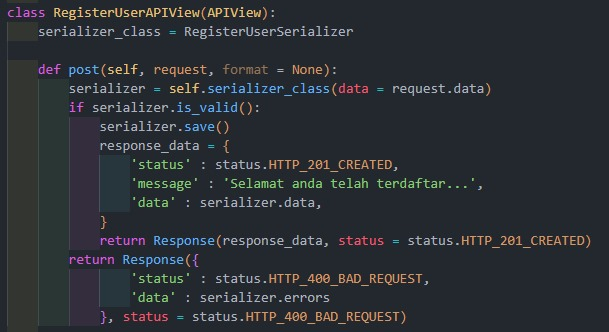 class RegisterUserAPIView(APIView):
    serializer_class = RegisterUserSerializer

    def post(self, request, format = None):
        serializer = self.serializer_class(data = request.data)
        if serializer.is_valid():
            serializer.save()
            response_data = {
                'status' : status.HTTP_201_CREATED,
                'message' : 'Selamat anda telah terdaftar...',
                'data' : serializer.data,
            }
            return Response(response_data, status = status.HTTP_201_CREATED)
        return Response({
                'status' : status.HTTP_400_BAD_REQUEST,
                'data' : serializer.errors
            }, status = status.HTTP_400_BAD_REQUEST)